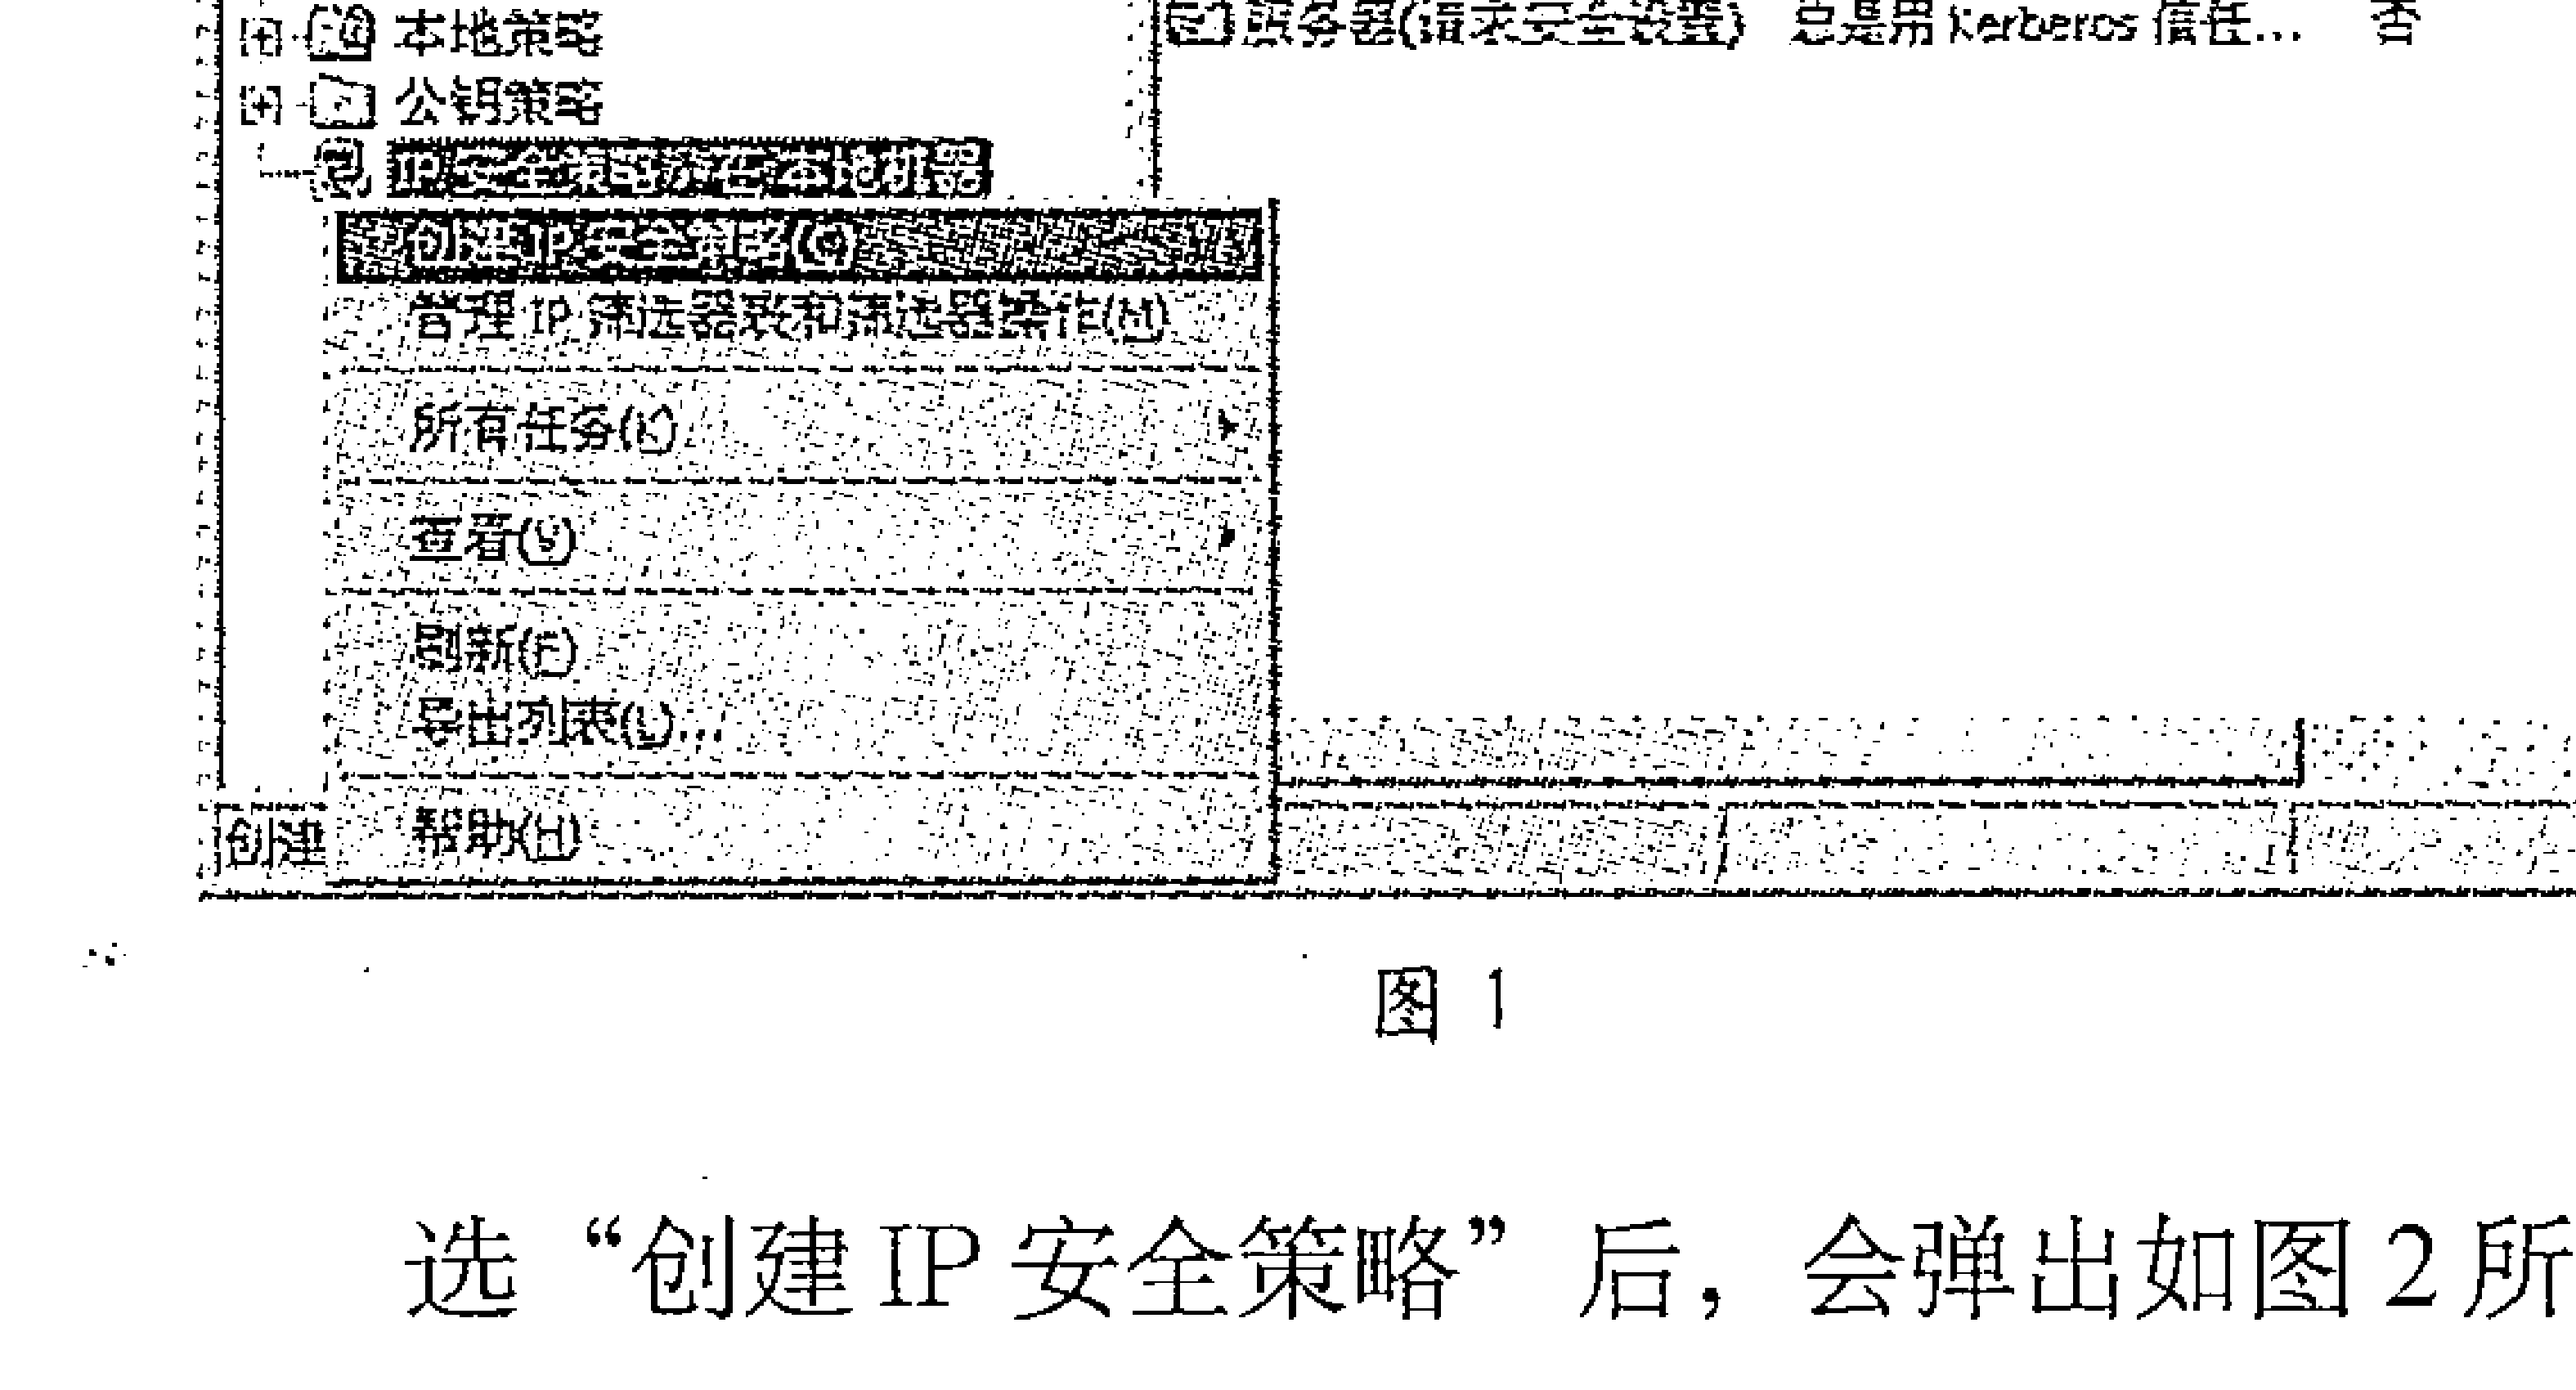 本地策略
服务器(请求安全设置) 总是用 Kerberos 信任... 否
公钥策略
IP 安全策略，在本地机器
创建 IP 安全策略(C)
管理 IP 筛选器表和筛选器操作(M)
所有任务(K)
查看(V)
刷新(F)
导出列表(L)...
帮助(H)
创建
图 1
选“创建 IP 安全策略”后，会弹出如图 2 所